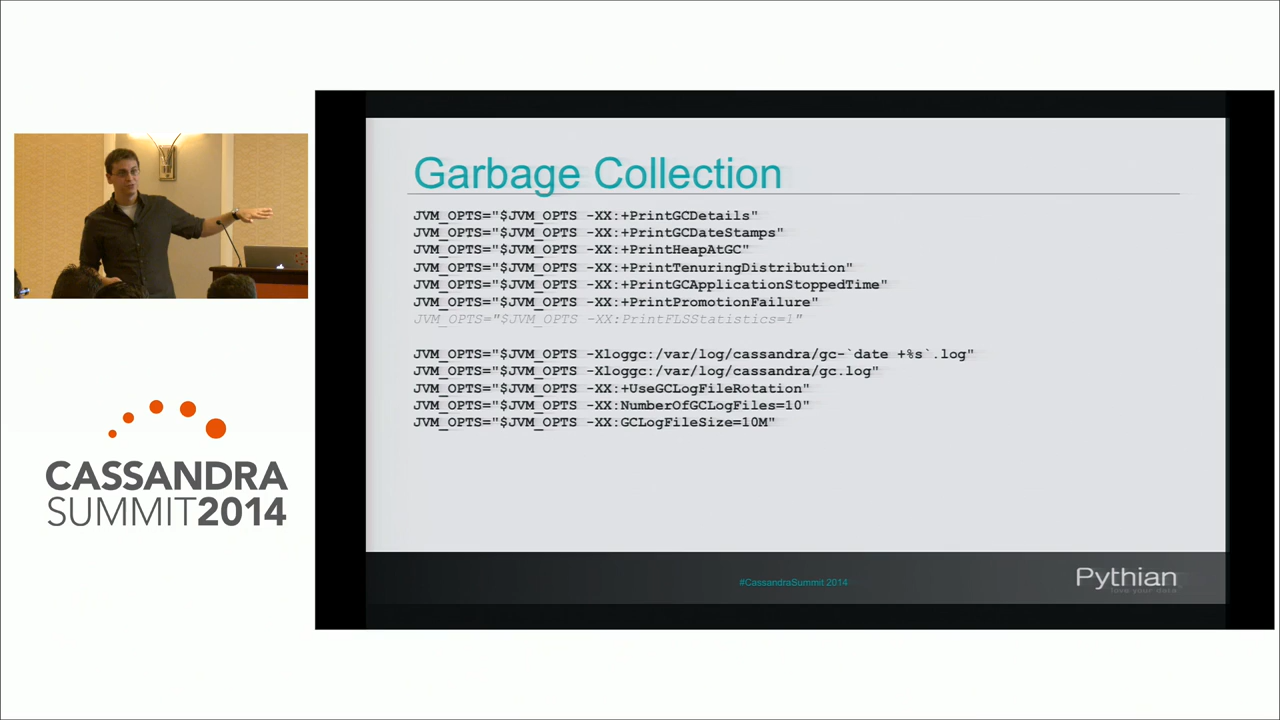 Garbage Collection
JVM_OPTS="$JVM_OPTS -XX:+PrintGCDetails"
JVM_OPTS="$JVM_OPTS -XX:+PrintGCDateStamps"
JVM_OPTS="$JVM_OPTS -XX:+PrintHeapAtGC"
JVM_OPTS="$JVM_OPTS -XX:+PrintTenuringDistribution"
JVM_OPTS="$JVM_OPTS -XX:+PrintGCApplicationStoppedTime"
JVM_OPTS="$JVM_OPTS -XX:+PrintPromotionFailure"
JVM_OPTS="$JVM_OPTS -XX:PrintFLSStatistics=1"
JVM_OPTS="$JVM_OPTS -Xloggc:/var/log/cassandra/gc-`date +%s`.log"
JVM_OPTS="$JVM_OPTS -Xloggc:/var/log/cassandra/gc.log"
JVM_OPTS="$JVM_OPTS -XX:+UseGCLogFileRotation"
JVM_OPTS="$JVM_OPTS -XX:NumberOfGCLogFiles=10"
JVM_OPTS="$JVM_OPTS -XX:GCLogFileSize=10M"
#CassandraSummit 2014
Pythian
love your data
CASSANDRA
SUMMIT2014